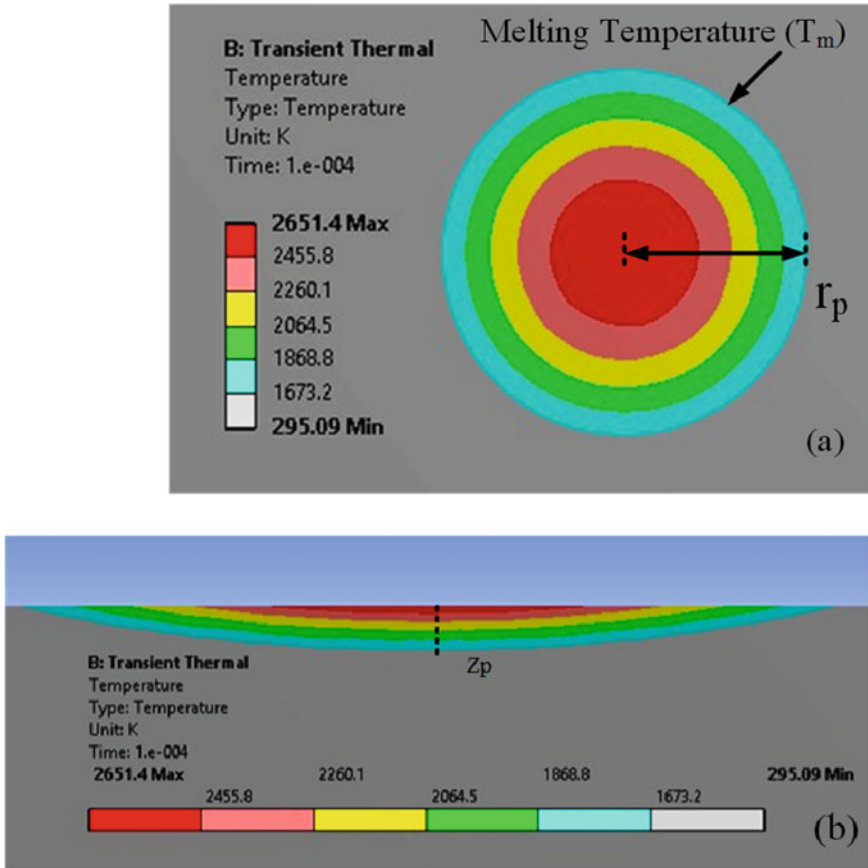 Melting Temperature (Tm)
B: Transient Thermal
Temperature
Type: Temperature
Unit: K
Time: 1.e-004
2651.4 Max
2455.8
2260.1
2064.5
1868.8
1673.2
295.09 Min
rp
(a)
Zp
B: Transient Thermal
Temperature
Type: Temperature
Unit: K
Time: 1.e-004
2651.4 Max 2260.1 1868.8 295.09 Min
2455.8 2064.5 1673.2
(b)